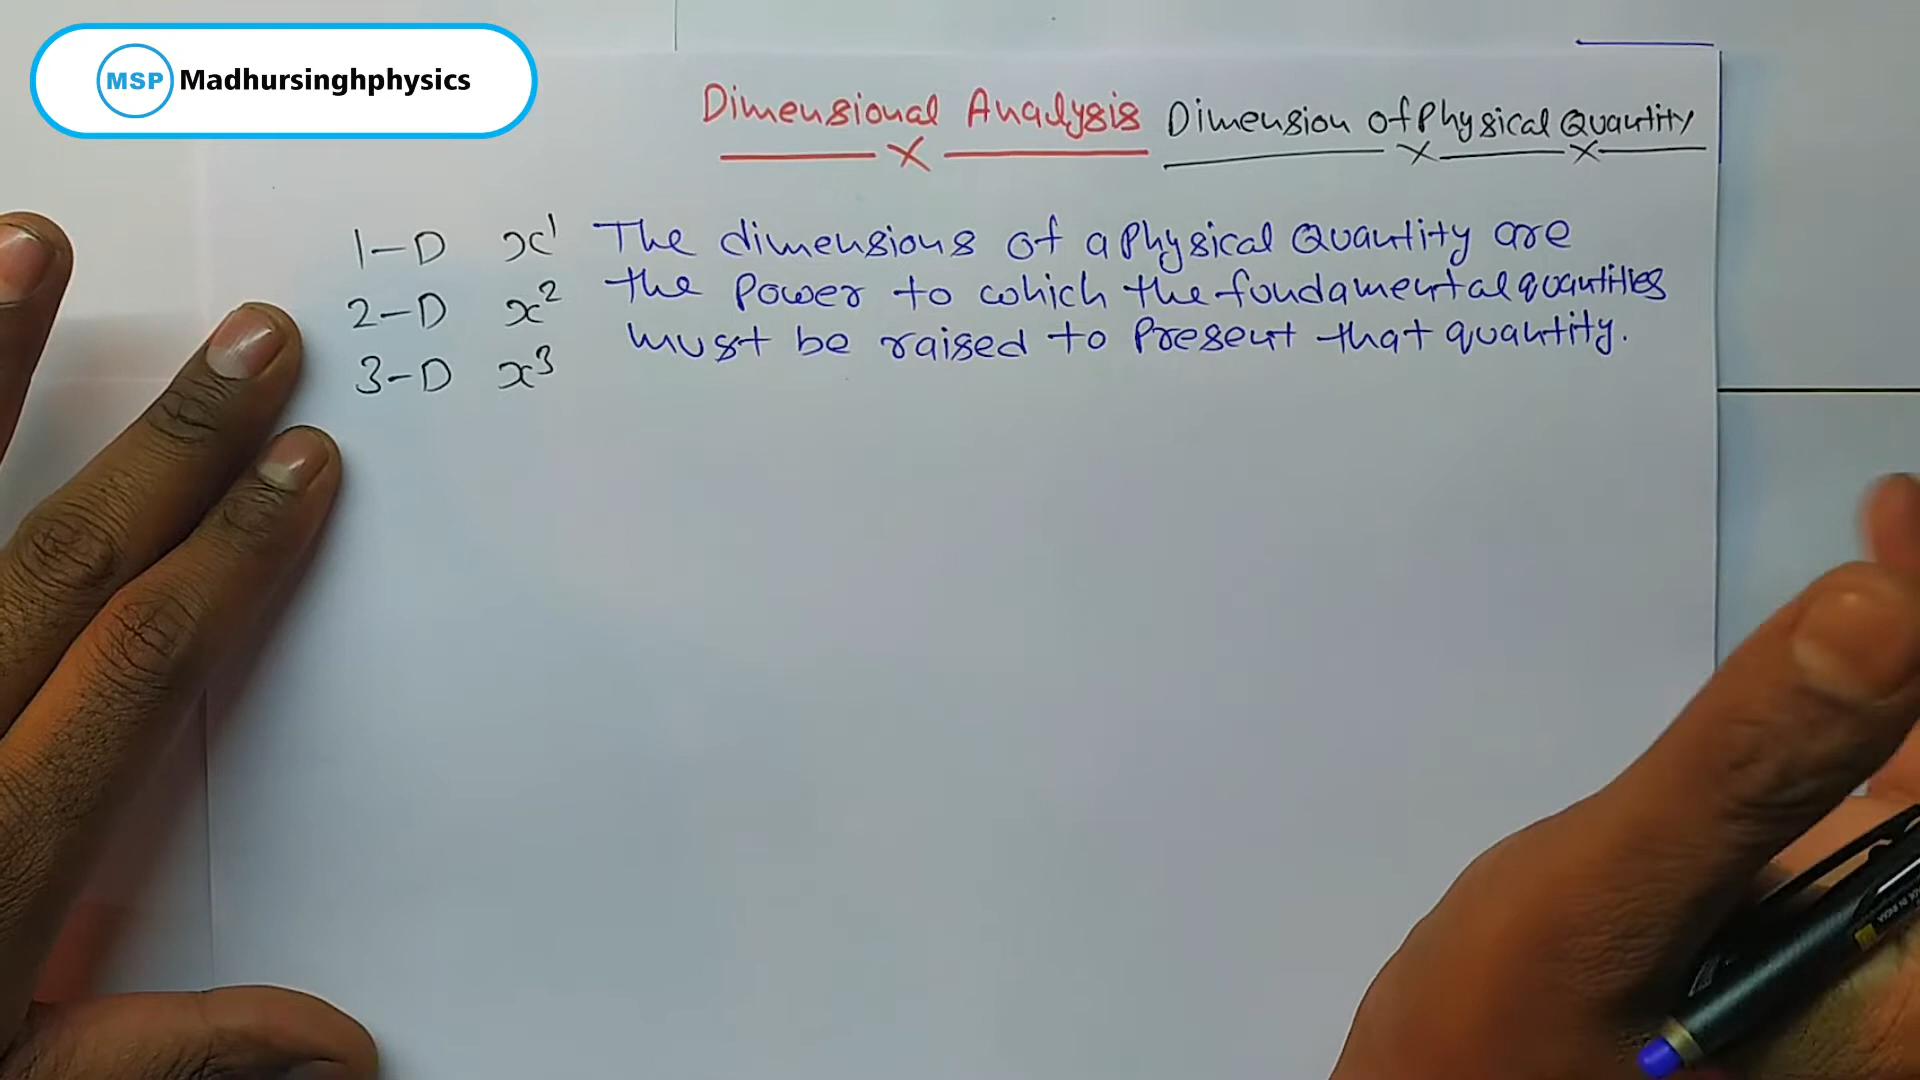 MSP Madhursinghphysics
Dimensional Analysis Dimension of Physical Quantity
1-D x¹ The dimensions of a Physical Quantity are
2-D x² the Power to which the fundamental quantities
3-D x³ must be raised to Present that quantity.